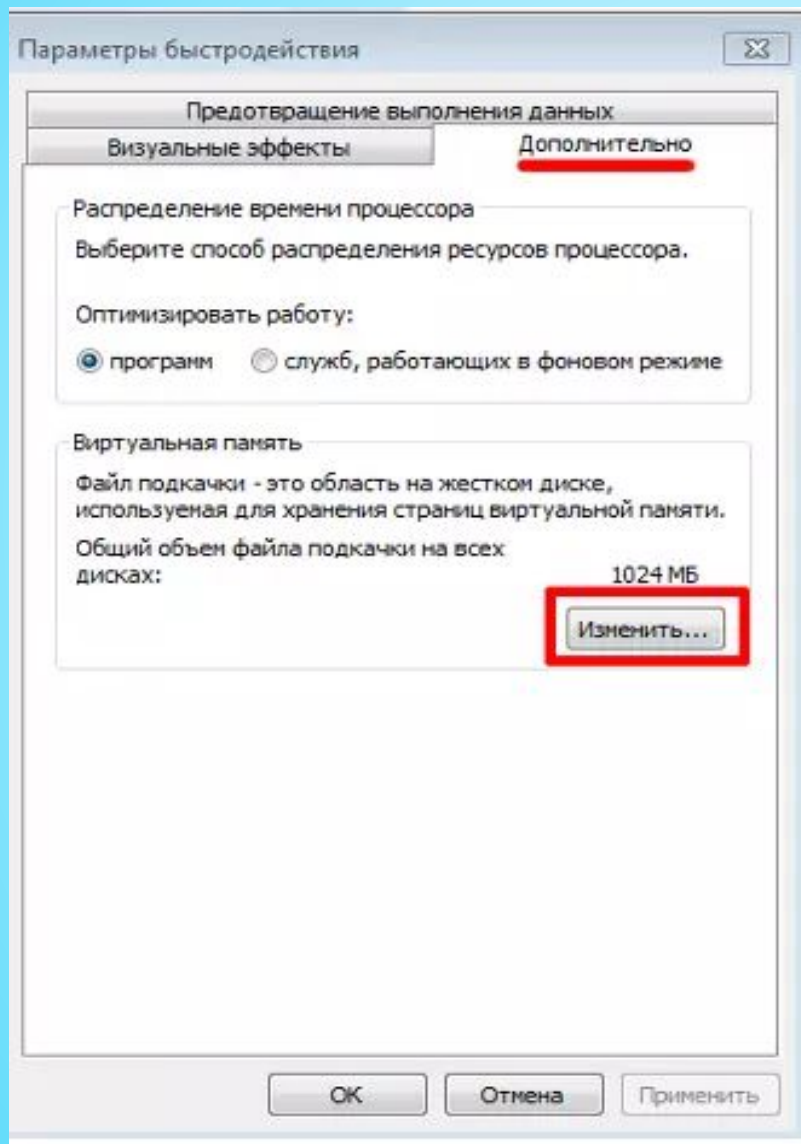 Параметры быстродействия
Предотвращение выполнения данных
Визуальные эффекты
Дополнительно
Распределение времени процессора
Выберите способ распределения ресурсов процессора.
Оптимизировать работу:
программ служб, работающих в фоновом режиме
Виртуальная память
Файл подкачки - это область на жестком диске,
используемая для хранения страниц виртуальной памяти.
Общий объем файла подкачки на всех
дисках: 1024 МБ
Изменить...
ОК Отмена Применить